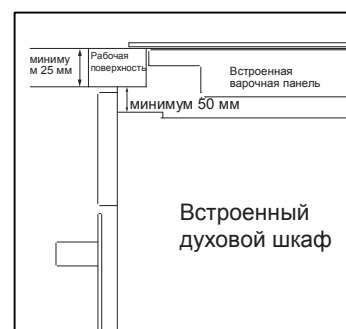 миниму
м 25 мм
Рабочая
поверхность
Встроенная
варочная панель
минимум 50 мм
Встроенный
духовой шкаф